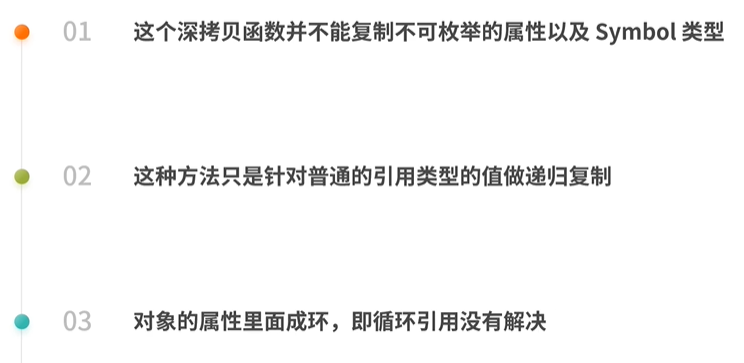 01 这个深拷贝函数并不能复制不可枚举的属性以及 Symbol 类型
02 这种方法只是针对普通的引用类型的值做递归复制
03 对象的属性里面成环，即循环引用没有解决